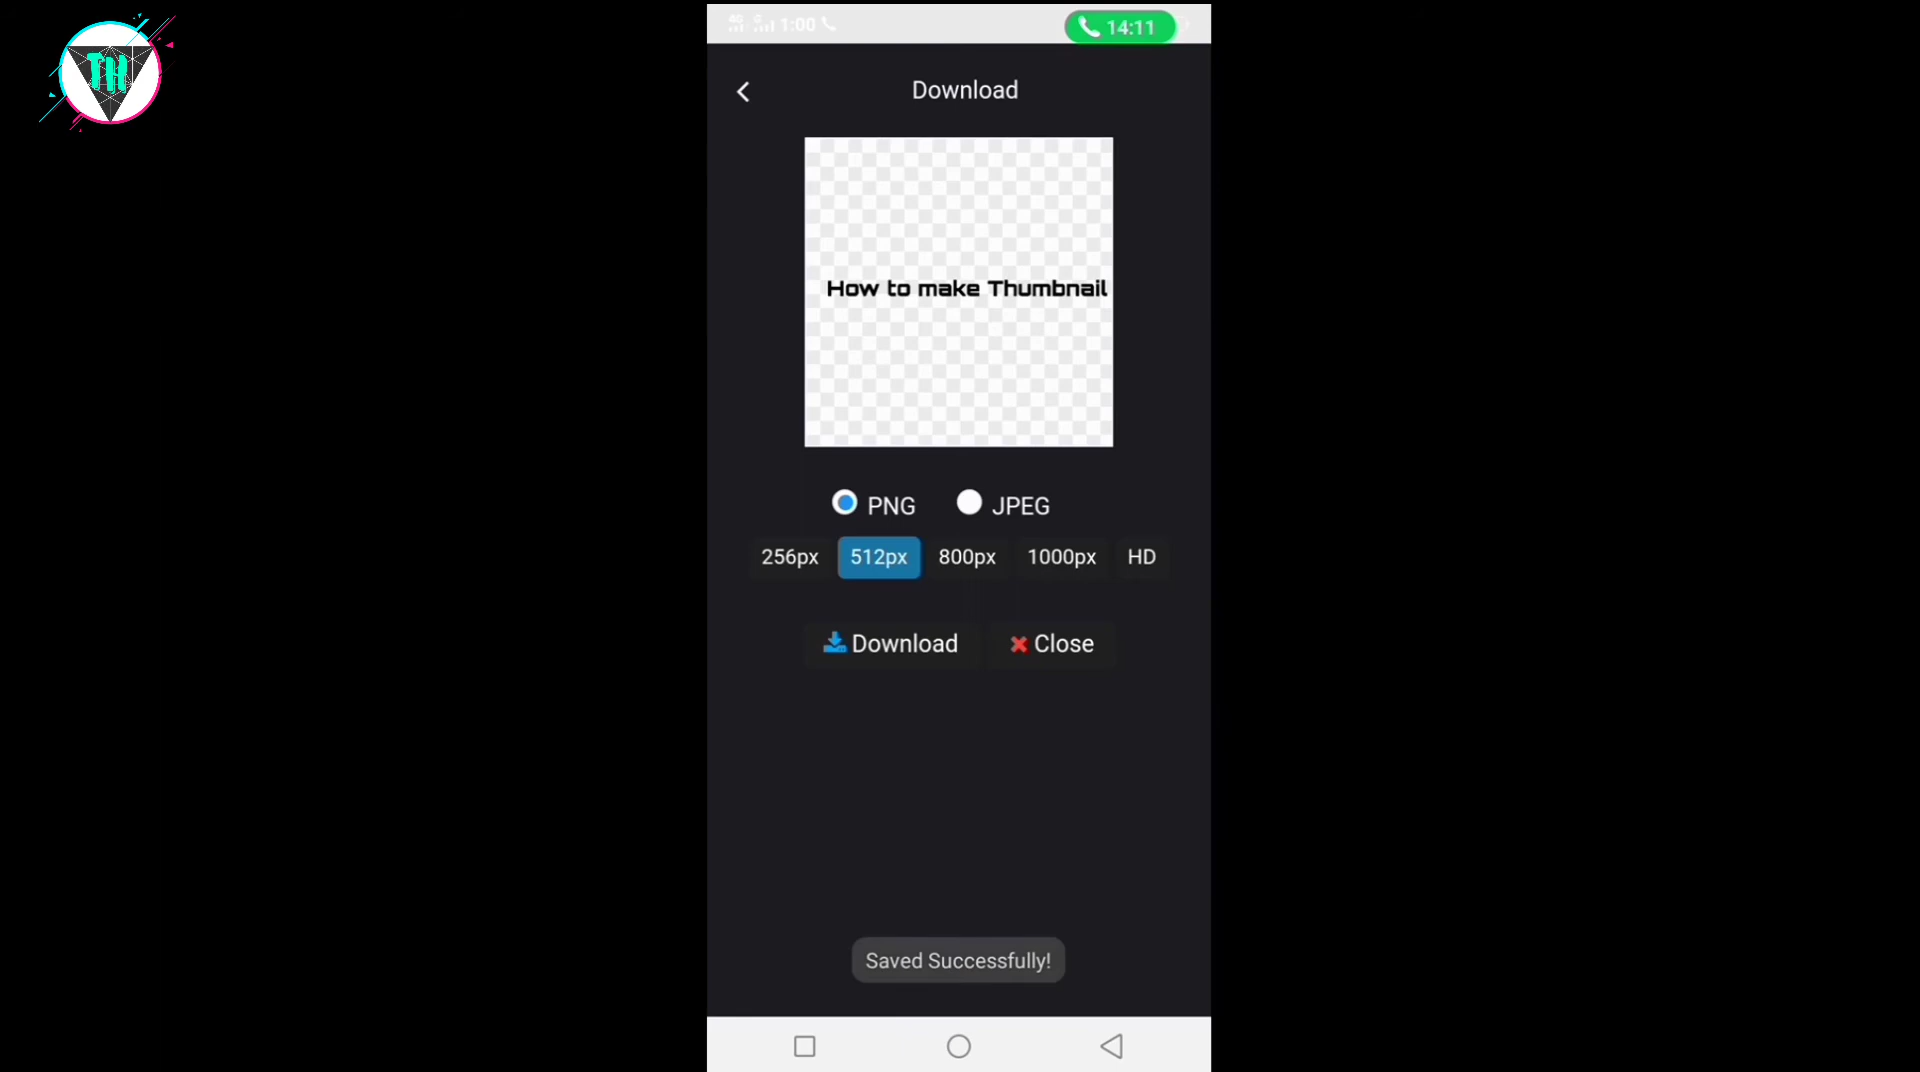 TH
4G G 1:00 14:11
Download
How to make Thumbnail
PNG JPEG
256px 512px 800px 1000px HD
Download Close
Saved Successfully!